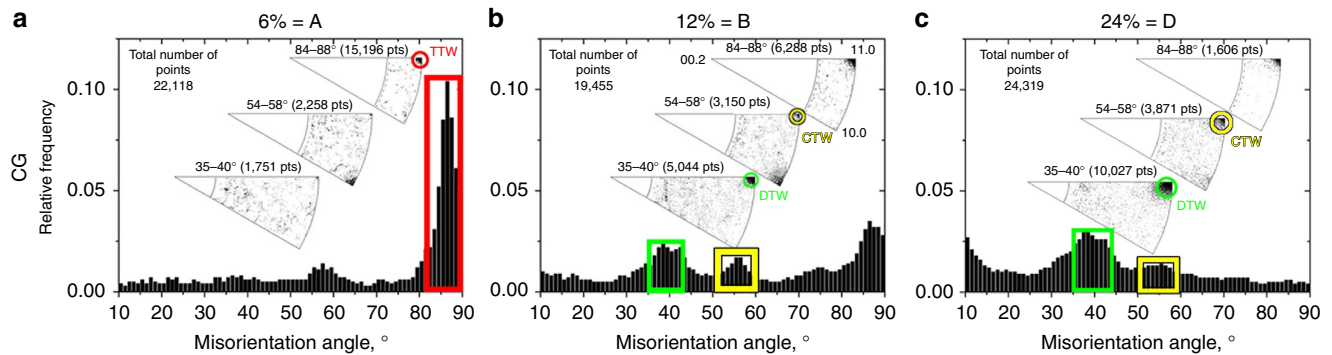 a
6% = A
CG
Relative frequency
0.10
0.05
0.00
Total number of
points
22,118
84–88° (15,196 pts)
TTW
54–58° (2,258 pts)
35–40° (1,751 pts)
10 20 30 40 50 60 70 80 90
Misorientation angle, °
b
12% = B
0.10
0.05
0.00
Total number of
points
19,455
84–88° (6,288 pts)
11.0
00.2
54–58° (3,150 pts)
10.0
CTW
35–40° (5,044 pts)
DTW
10 20 30 40 50 60 70 80 90
Misorientation angle, °
c
24% = D
0.10
0.05
0.00
Total number of
points
24,319
84–88° (1,606 pts)
54–58° (3,871 pts)
CTW
35–40° (10,027 pts)
DTW
10 20 30 40 50 60 70 80 90
Misorientation angle, °